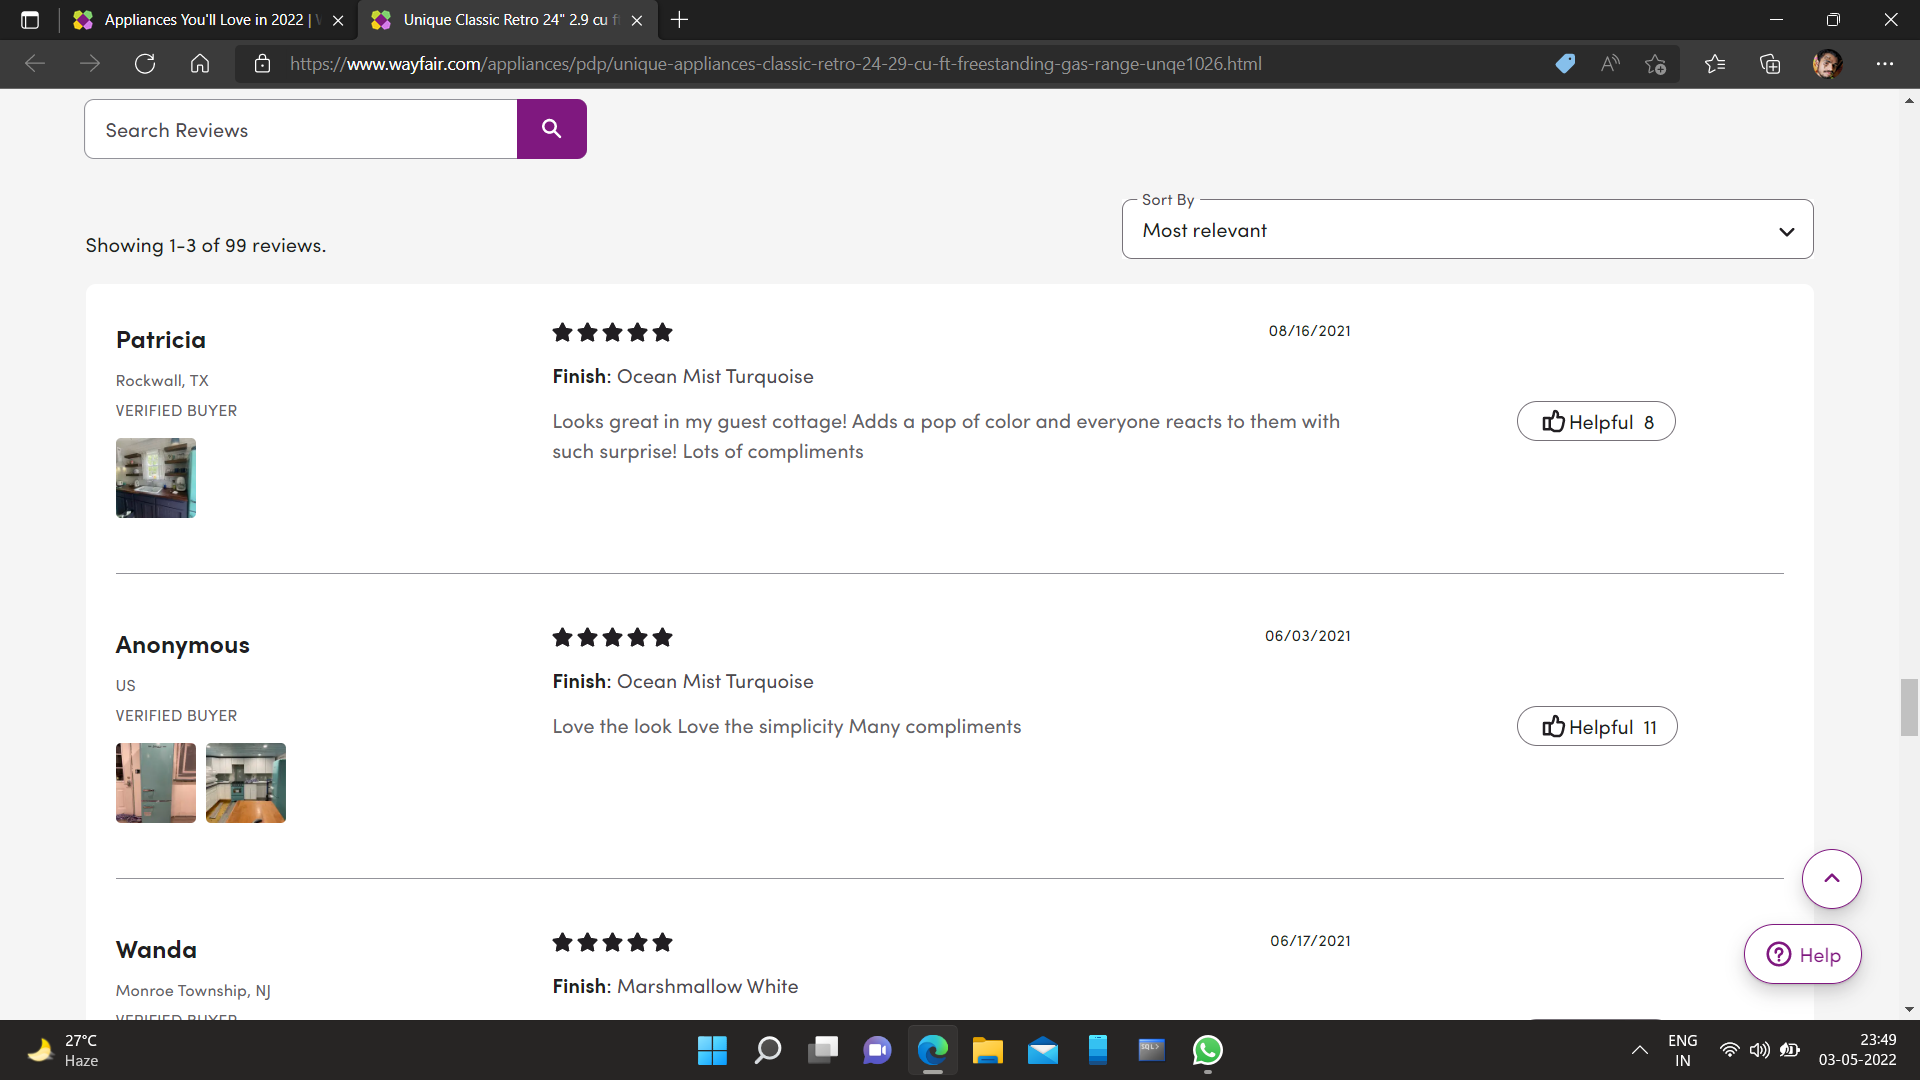 Appliances You'll Love in 2022 |
Unique Classic Retro 24" 2.9 cu ft
https://www.wayfair.com/appliances/pdp/unique-appliances-classic-retro-24-29-cu-ft-freestanding-gas-range-unqe1026.html
Search Reviews
Sort By
Most relevant
Showing 1-3 of 99 reviews.
Patricia
08/16/2021
Rockwall, TX
Finish: Ocean Mist Turquoise
VERIFIED BUYER
Looks great in my guest cottage! Adds a pop of color and everyone reacts to them with
such surprise! Lots of compliments
Helpful 8
Anonymous
06/03/2021
US
Finish: Ocean Mist Turquoise
VERIFIED BUYER
Love the look Love the simplicity Many compliments
Helpful 11
Wanda
06/17/2021
Monroe Township, NJ
Finish: Marshmallow White
VERIFIED BUYER
Help
27°C
Haze
SQL>
ENG
IN
23:49
03-05-2022